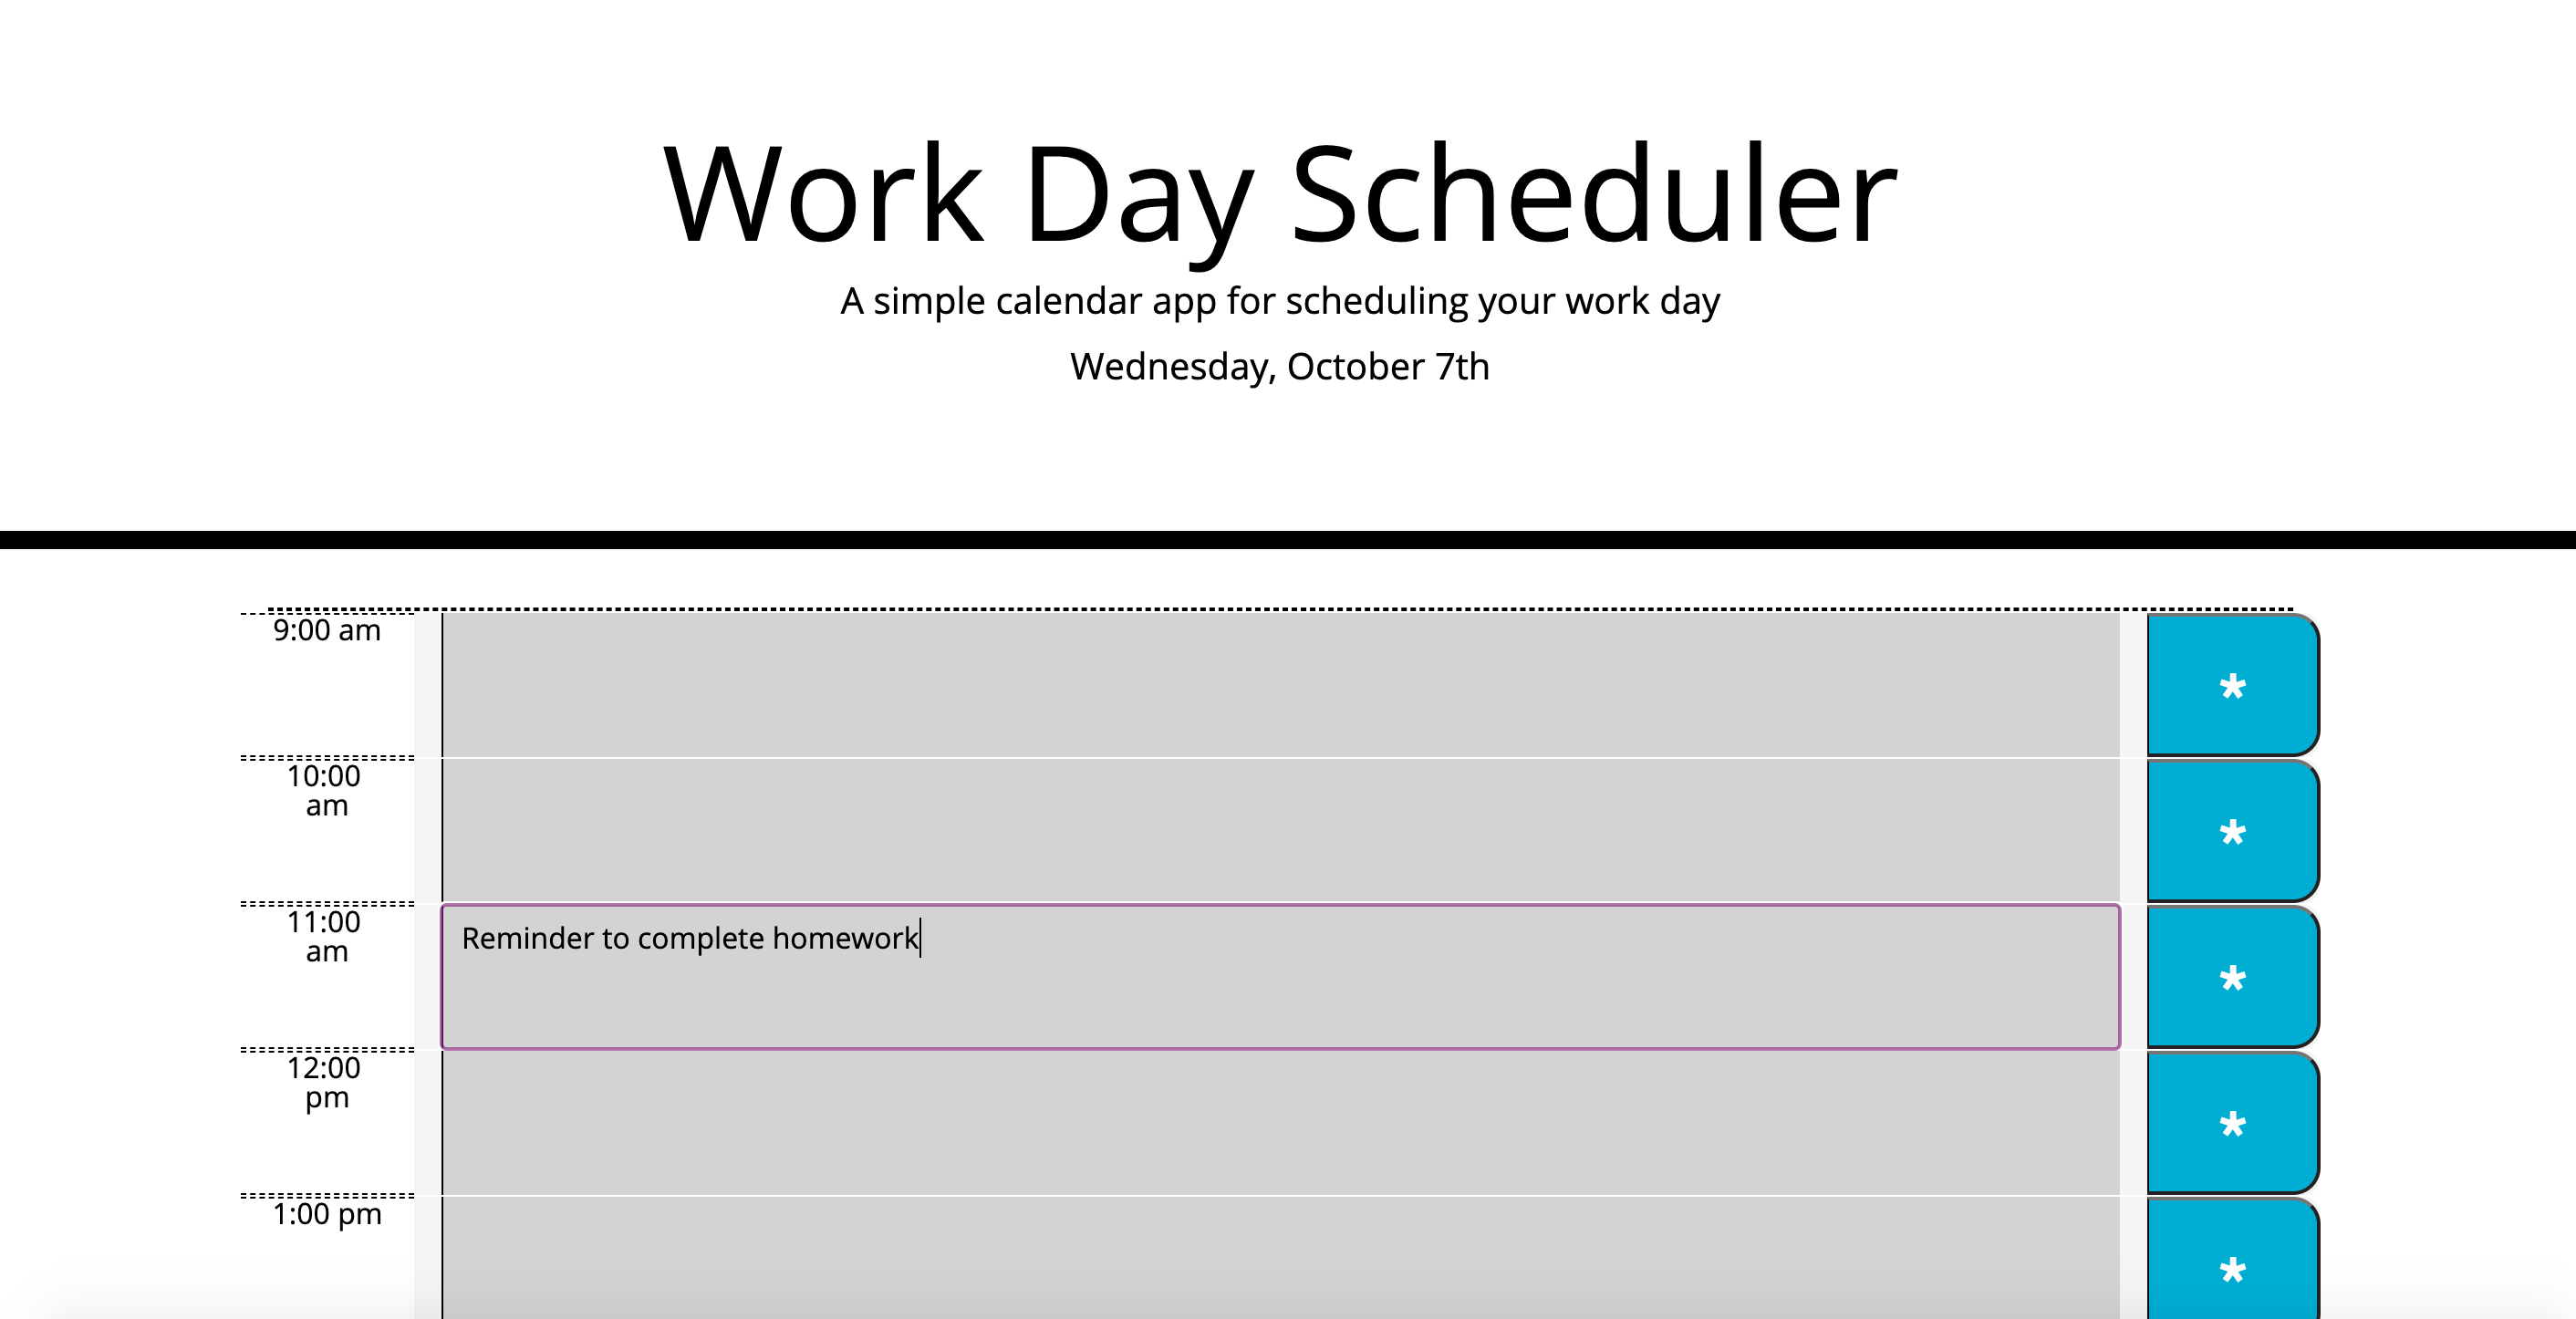 Work Day Scheduler
A simple calendar app for scheduling your work day
Wednesday, October 7th
9:00 am
*
10:00
am
*
11:00
am
Reminder to complete homework
*
12:00
pm
*
1:00 pm
*